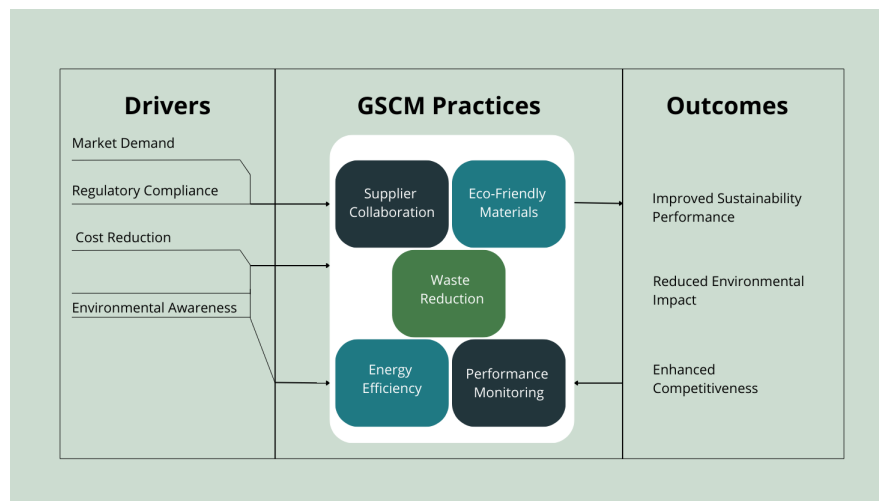 Drivers
Market Demand
Regulatory Compliance
Cost Reduction
Environmental Awareness
GSCM Practices
Supplier
Collaboration
Eco-Friendly
Materials
Waste
Reduction
Energy
Efficiency
Performance
Monitoring
Outcomes
Improved Sustainability
Performance
Reduced Environmental
Impact
Enhanced
Competitiveness